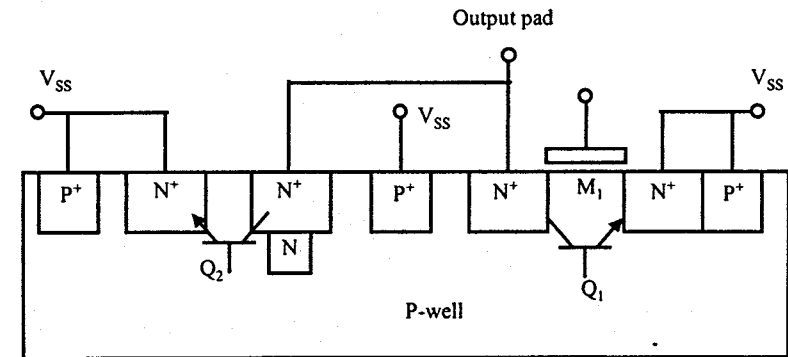 Output pad
V_SS V_SS
V_SS
P+ N+ N+ P+ N+ M1 N+ P+
N
Q2 Q1
P-well